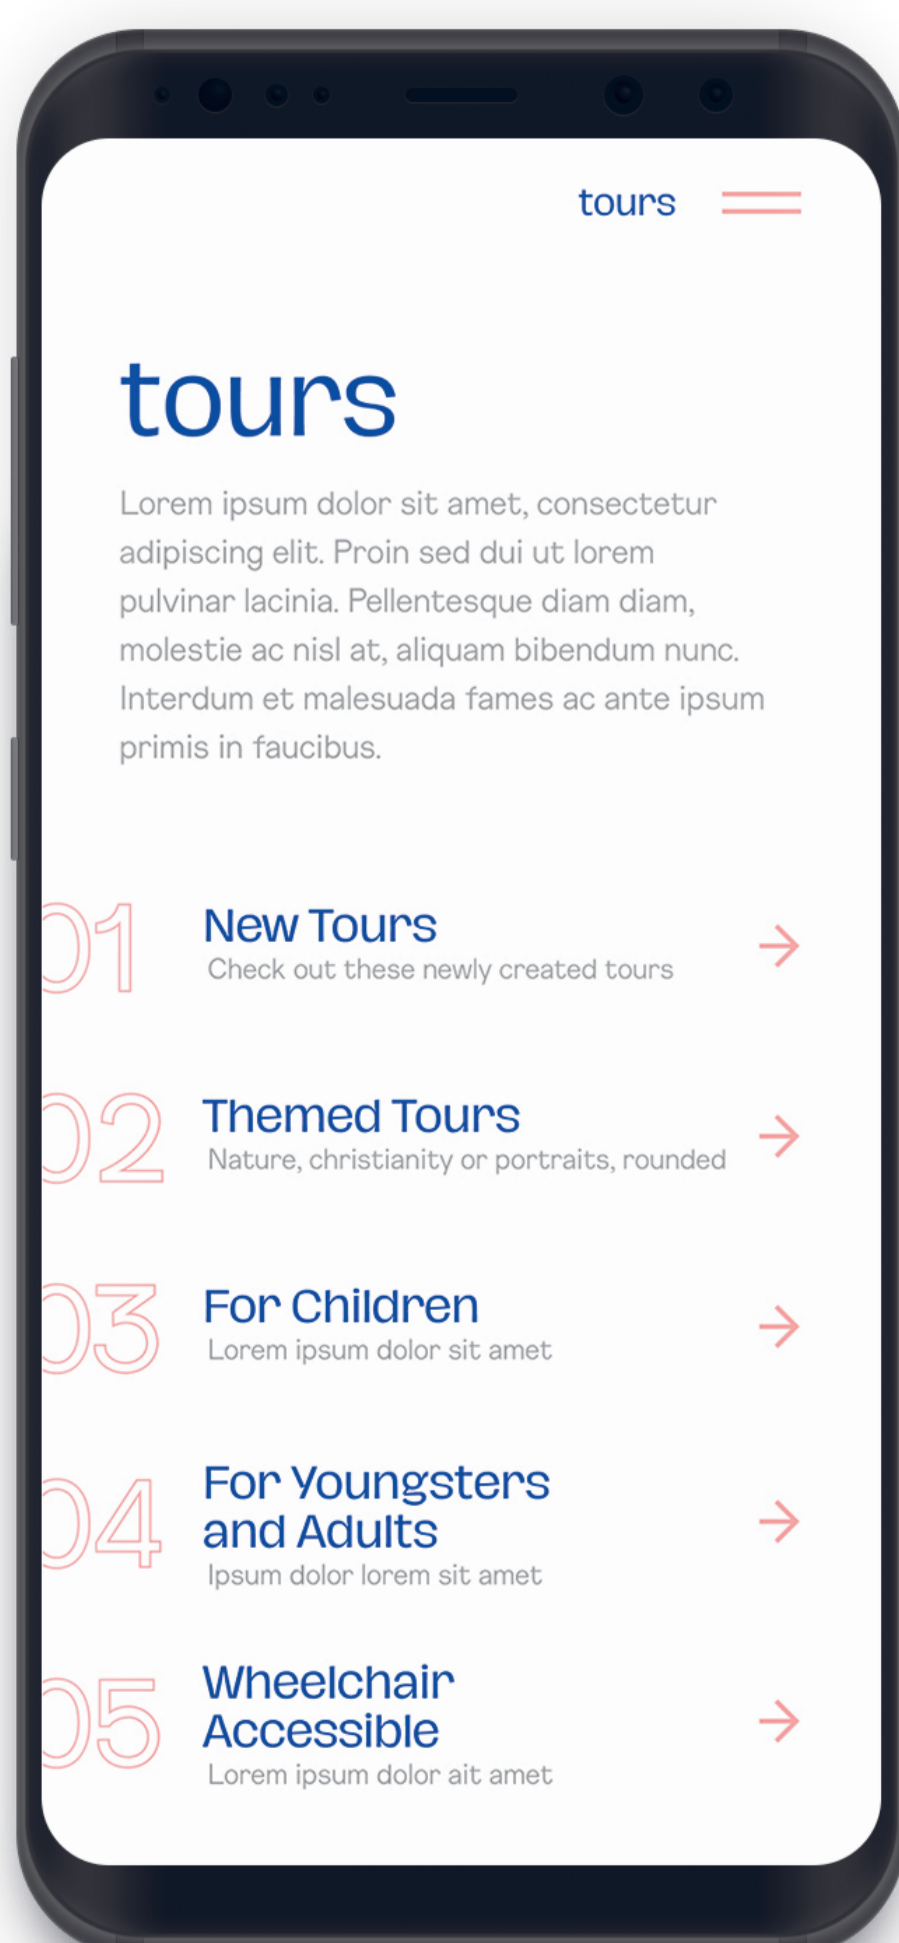 tours
tours
Lorem ipsum dolor sit amet, consectetur
adipiscing elit. Proin sed dui ut lorem
pulvinar lacinia. Pellentesque diam diam,
molestie ac nisl at, aliquam bibendum nunc.
Interdum et malesuada fames ac ante ipsum
primis in faucibus.
01
New Tours
Check out these newly created tours
02
Themed Tours
Nature, christianity or portraits, rounded
03
For Children
Lorem ipsum dolor sit amet
04
For Youngsters
and Adults
Ipsum dolor lorem sit amet
05
Wheelchair
Accessible
Lorem ipsum dolor ait amet